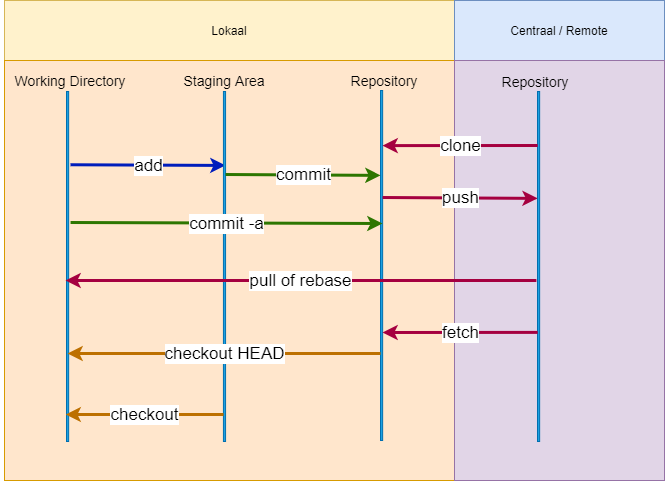 Lokaal
Centraal / Remote
Working Directory
Staging Area
Repository
Repository
clone
add
commit
push
commit -a
pull of rebase
fetch
checkout HEAD
checkout